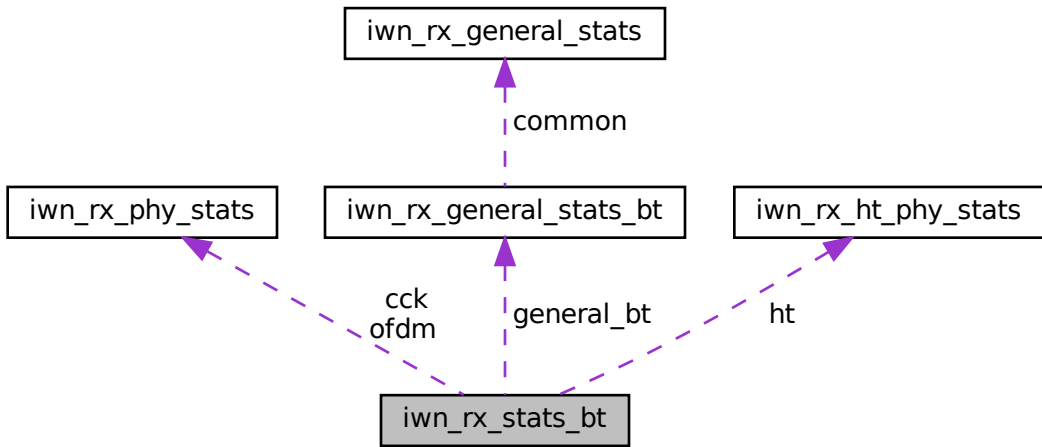 iwn_rx_general_stats
common
iwn_rx_phy_stats
iwn_rx_general_stats_bt
iwn_rx_ht_phy_stats
cck
ofdm
general_bt
ht
iwn_rx_stats_bt